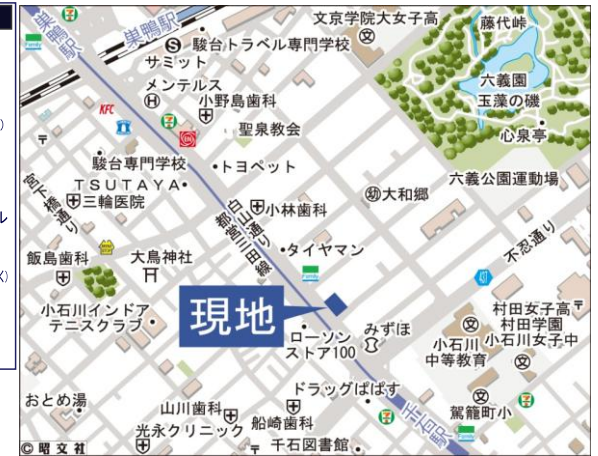 文京学院大女子高
藤代峠
巣鴨駅
巣鴨駅
駿台トラベル専門学校
サミット
メンテルス
六義園
玉藻の磯
小野島歯科
KFC
聖泉教会
心泉亭
駿台専門学校
トヨペット
六義公園運動場
TSUTAYA
三輪医院
大和郷
宮下橋通り
小林歯科
白山通り
都営三田線
不忍通り
飯島歯科
大鳥神社
タイヤマン
小石川インドア
テニスクラブ
現地
ローソン
ストア100
みずほ
村田女子高
村田学園
小石川女子中
小石川
中等教育
おとめ湯
ドラッグぱぱす
山川歯科
光永クリニック
船崎歯科
千石図書館
千石駅
駕籠町小
©昭文社